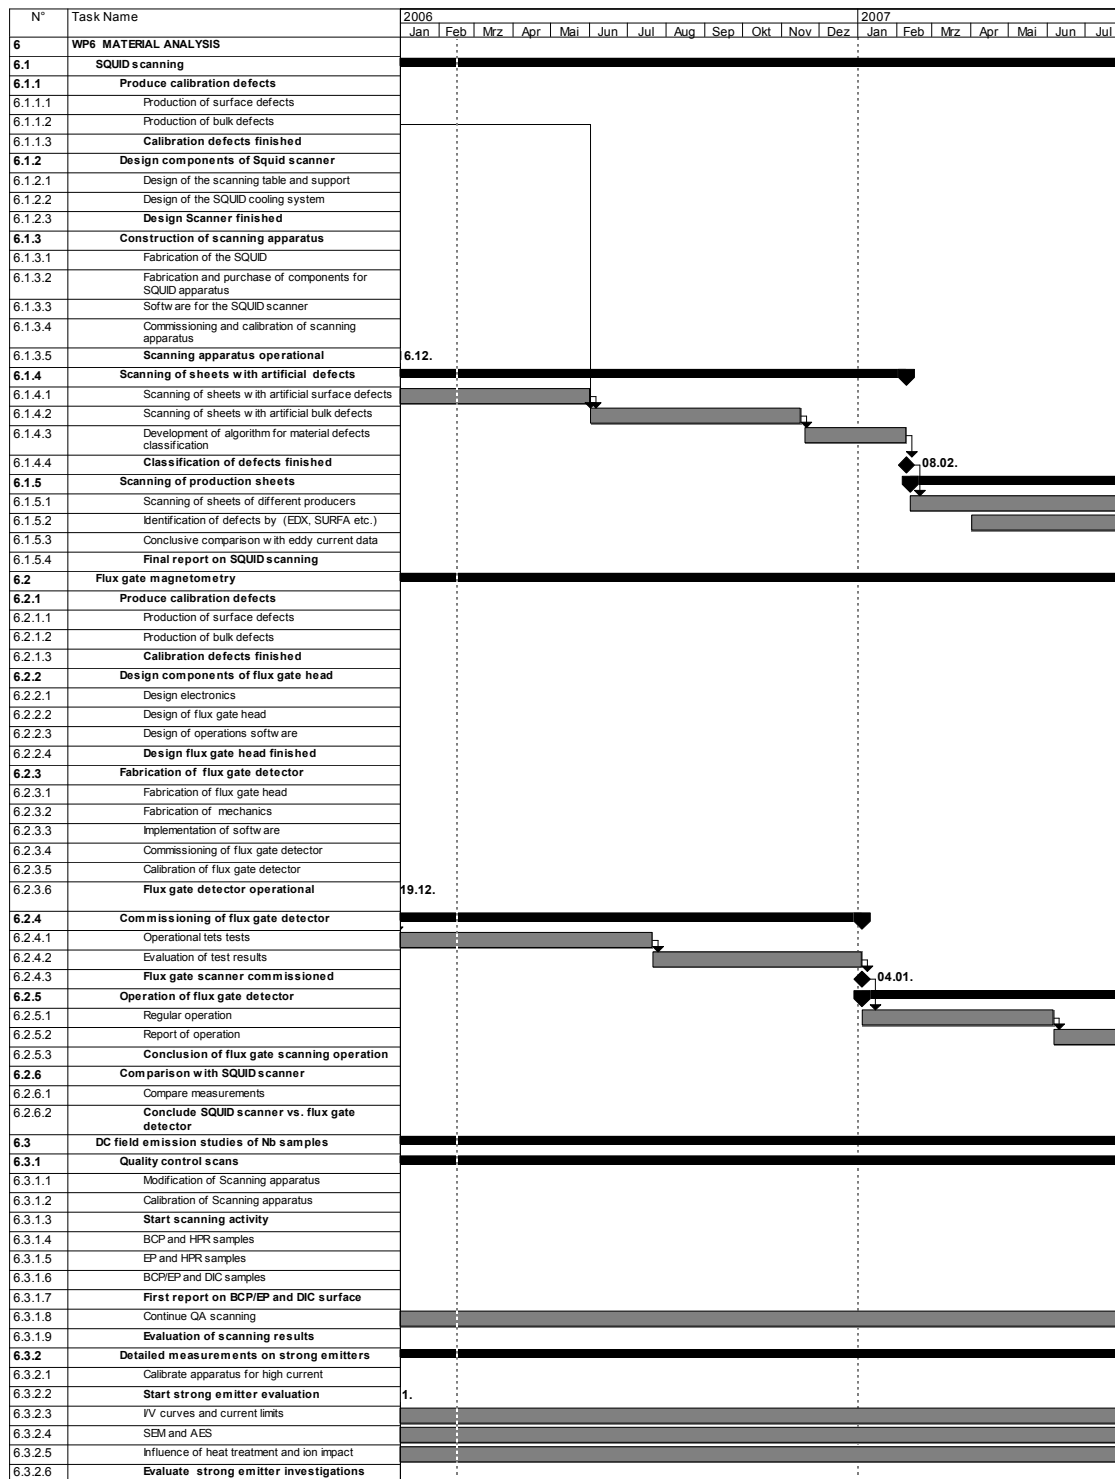 N° Task Name 2006 2007
Jan Feb Mrz Apr Mai Jun Jul Aug Sep Okt Nov Dez Jan Feb Mrz Apr Mai Jun Jul
6 WP6 MATERIAL ANALYSIS
6.1 SQUID scanning
6.1.1 Produce calibration defects
6.1.1.1 Production of surface defects
6.1.1.2 Production of bulk defects
6.1.1.3 Calibration defects finished
6.1.2 Design components of Squid scanner
6.1.2.1 Design of the scanning table and support
6.1.2.2 Design of the SQUID cooling system
6.1.2.3 Design Scanner finished
6.1.3 Construction of scanning apparatus
6.1.3.1 Fabrication of the SQUID
6.1.3.2 Fabrication and purchase of components for
SQUID apparatus
6.1.3.3 Software for the SQUID scanner
6.1.3.4 Commissioning and calibration of scanning
apparatus
6.1.3.5 Scanning apparatus operational 6.12.
6.1.4 Scanning of sheets with artificial defects
6.1.4.1 Scanning of sheets with artificial surface defects
6.1.4.2 Scanning of sheets with artificial bulk defects
6.1.4.3 Development of algorithm for material defects
classification
6.1.4.4 Classification of defects finished 08.02.
6.1.5 Scanning of production sheets
6.1.5.1 Scanning of sheets of different producers
6.1.5.2 Identification of defects by (EDX, SURFA etc.)
6.1.5.3 Conclusive comparison with eddy current data
6.1.5.4 Final report on SQUID scanning
6.2 Flux gate magnetometry
6.2.1 Produce calibration defects
6.2.1.1 Production of surface defects
6.2.1.2 Production of bulk defects
6.2.1.3 Calibration defects finished
6.2.2 Design components of flux gate head
6.2.2.1 Design electronics
6.2.2.2 Design of flux gate head
6.2.2.3 Design of operations software
6.2.2.4 Design flux gate head finished
6.2.3 Fabrication of flux gate detector
6.2.3.1 Fabrication of flux gate head
6.2.3.2 Fabrication of mechanics
6.2.3.3 Implementation of software
6.2.3.4 Commissioning of flux gate detector
6.2.3.5 Calibration of flux gate detector
6.2.3.6 Flux gate detector operational 19.12.
6.2.4 Commissioning of flux gate detector
6.2.4.1 Operational tets tests
6.2.4.2 Evaluation of test results
6.2.4.3 Flux gate scanner commissioned 04.01.
6.2.5 Operation of flux gate detector
6.2.5.1 Regular operation
6.2.5.2 Report of operation
6.2.5.3 Conclusion of flux gate scanning operation
6.2.6 Comparison with SQUID scanner
6.2.6.1 Compare measurements
6.2.6.2 Conclude SQUID scanner vs. flux gate
detector
6.3 DC field emission studies of Nb samples
6.3.1 Quality control scans
6.3.1.1 Modification of Scanning apparatus
6.3.1.2 Calibration of Scanning apparatus
6.3.1.3 Start scanning activity
6.3.1.4 BCP and HPR samples
6.3.1.5 EP and HPR samples
6.3.1.6 BCP/EP and DIC samples
6.3.1.7 First report on BCP/EP and DIC surface
6.3.1.8 Continue QA scanning
6.3.1.9 Evaluation of scanning results
6.3.2 Detailed measurements on strong emitters
6.3.2.1 Calibrate apparatus for high current
6.3.2.2 Start strong emitter evaluation 1.
6.3.2.3 I/V curves and current limits
6.3.2.4 SEM and AES
6.3.2.5 Influence of heat treatment and ion impact
6.3.2.6 Evaluate strong emitter investigations